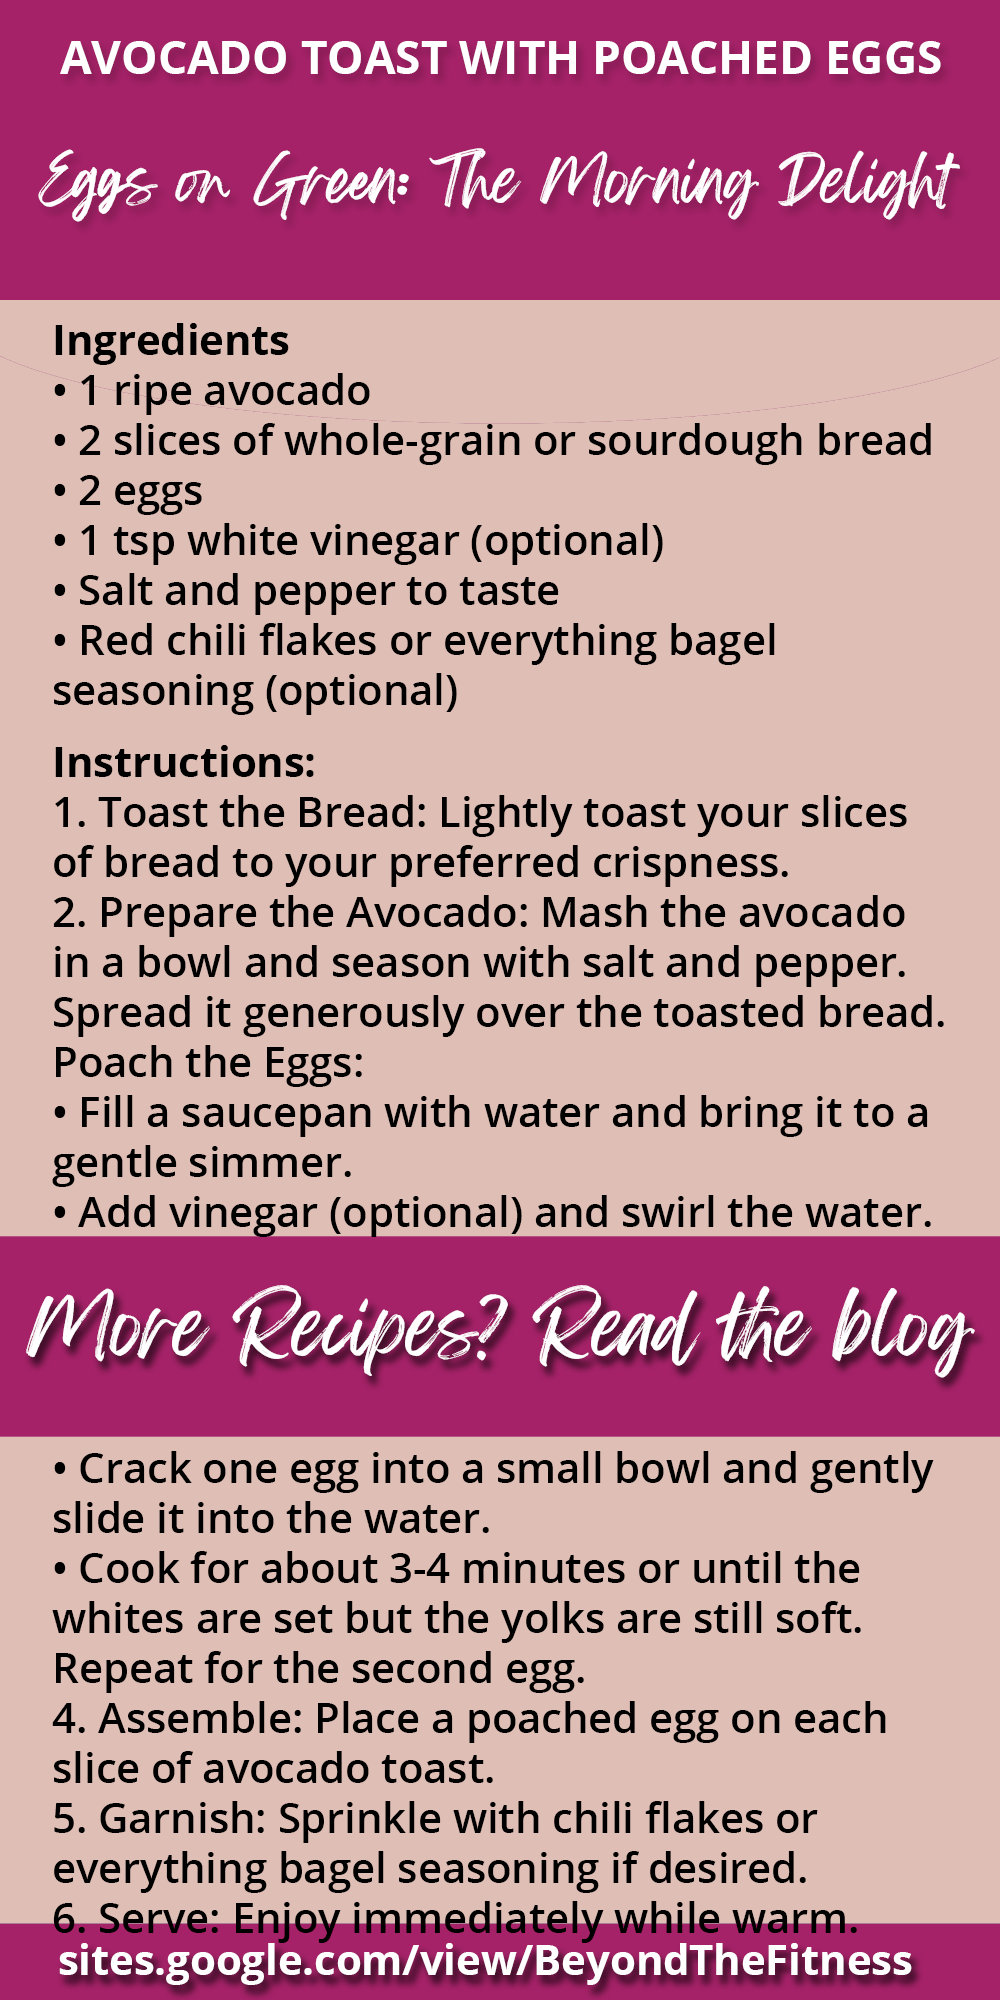 AVOCADO TOAST WITH POACHED EGGS
Eggs on Green: The Morning Delight
Ingredients
• 1 ripe avocado
• 2 slices of whole-grain or sourdough bread
• 2 eggs
• 1 tsp white vinegar (optional)
• Salt and pepper to taste
• Red chili flakes or everything bagel
seasoning (optional)
Instructions:
1. Toast the Bread: Lightly toast your slices
of bread to your preferred crispness.
2. Prepare the Avocado: Mash the avocado
in a bowl and season with salt and pepper.
Spread it generously over the toasted bread.
Poach the Eggs:
• Fill a saucepan with water and bring it to a
gentle simmer.
• Add vinegar (optional) and swirl the water.
More Recipes? Read the blog
• Crack one egg into a small bowl and gently
slide it into the water.
• Cook for about 3-4 minutes or until the
whites are set but the yolks are still soft.
Repeat for the second egg.
4. Assemble: Place a poached egg on each
slice of avocado toast.
5. Garnish: Sprinkle with chili flakes or
everything bagel seasoning if desired.
6. Serve: Enjoy immediately while warm.
sites.google.com/view/BeyondTheFitness